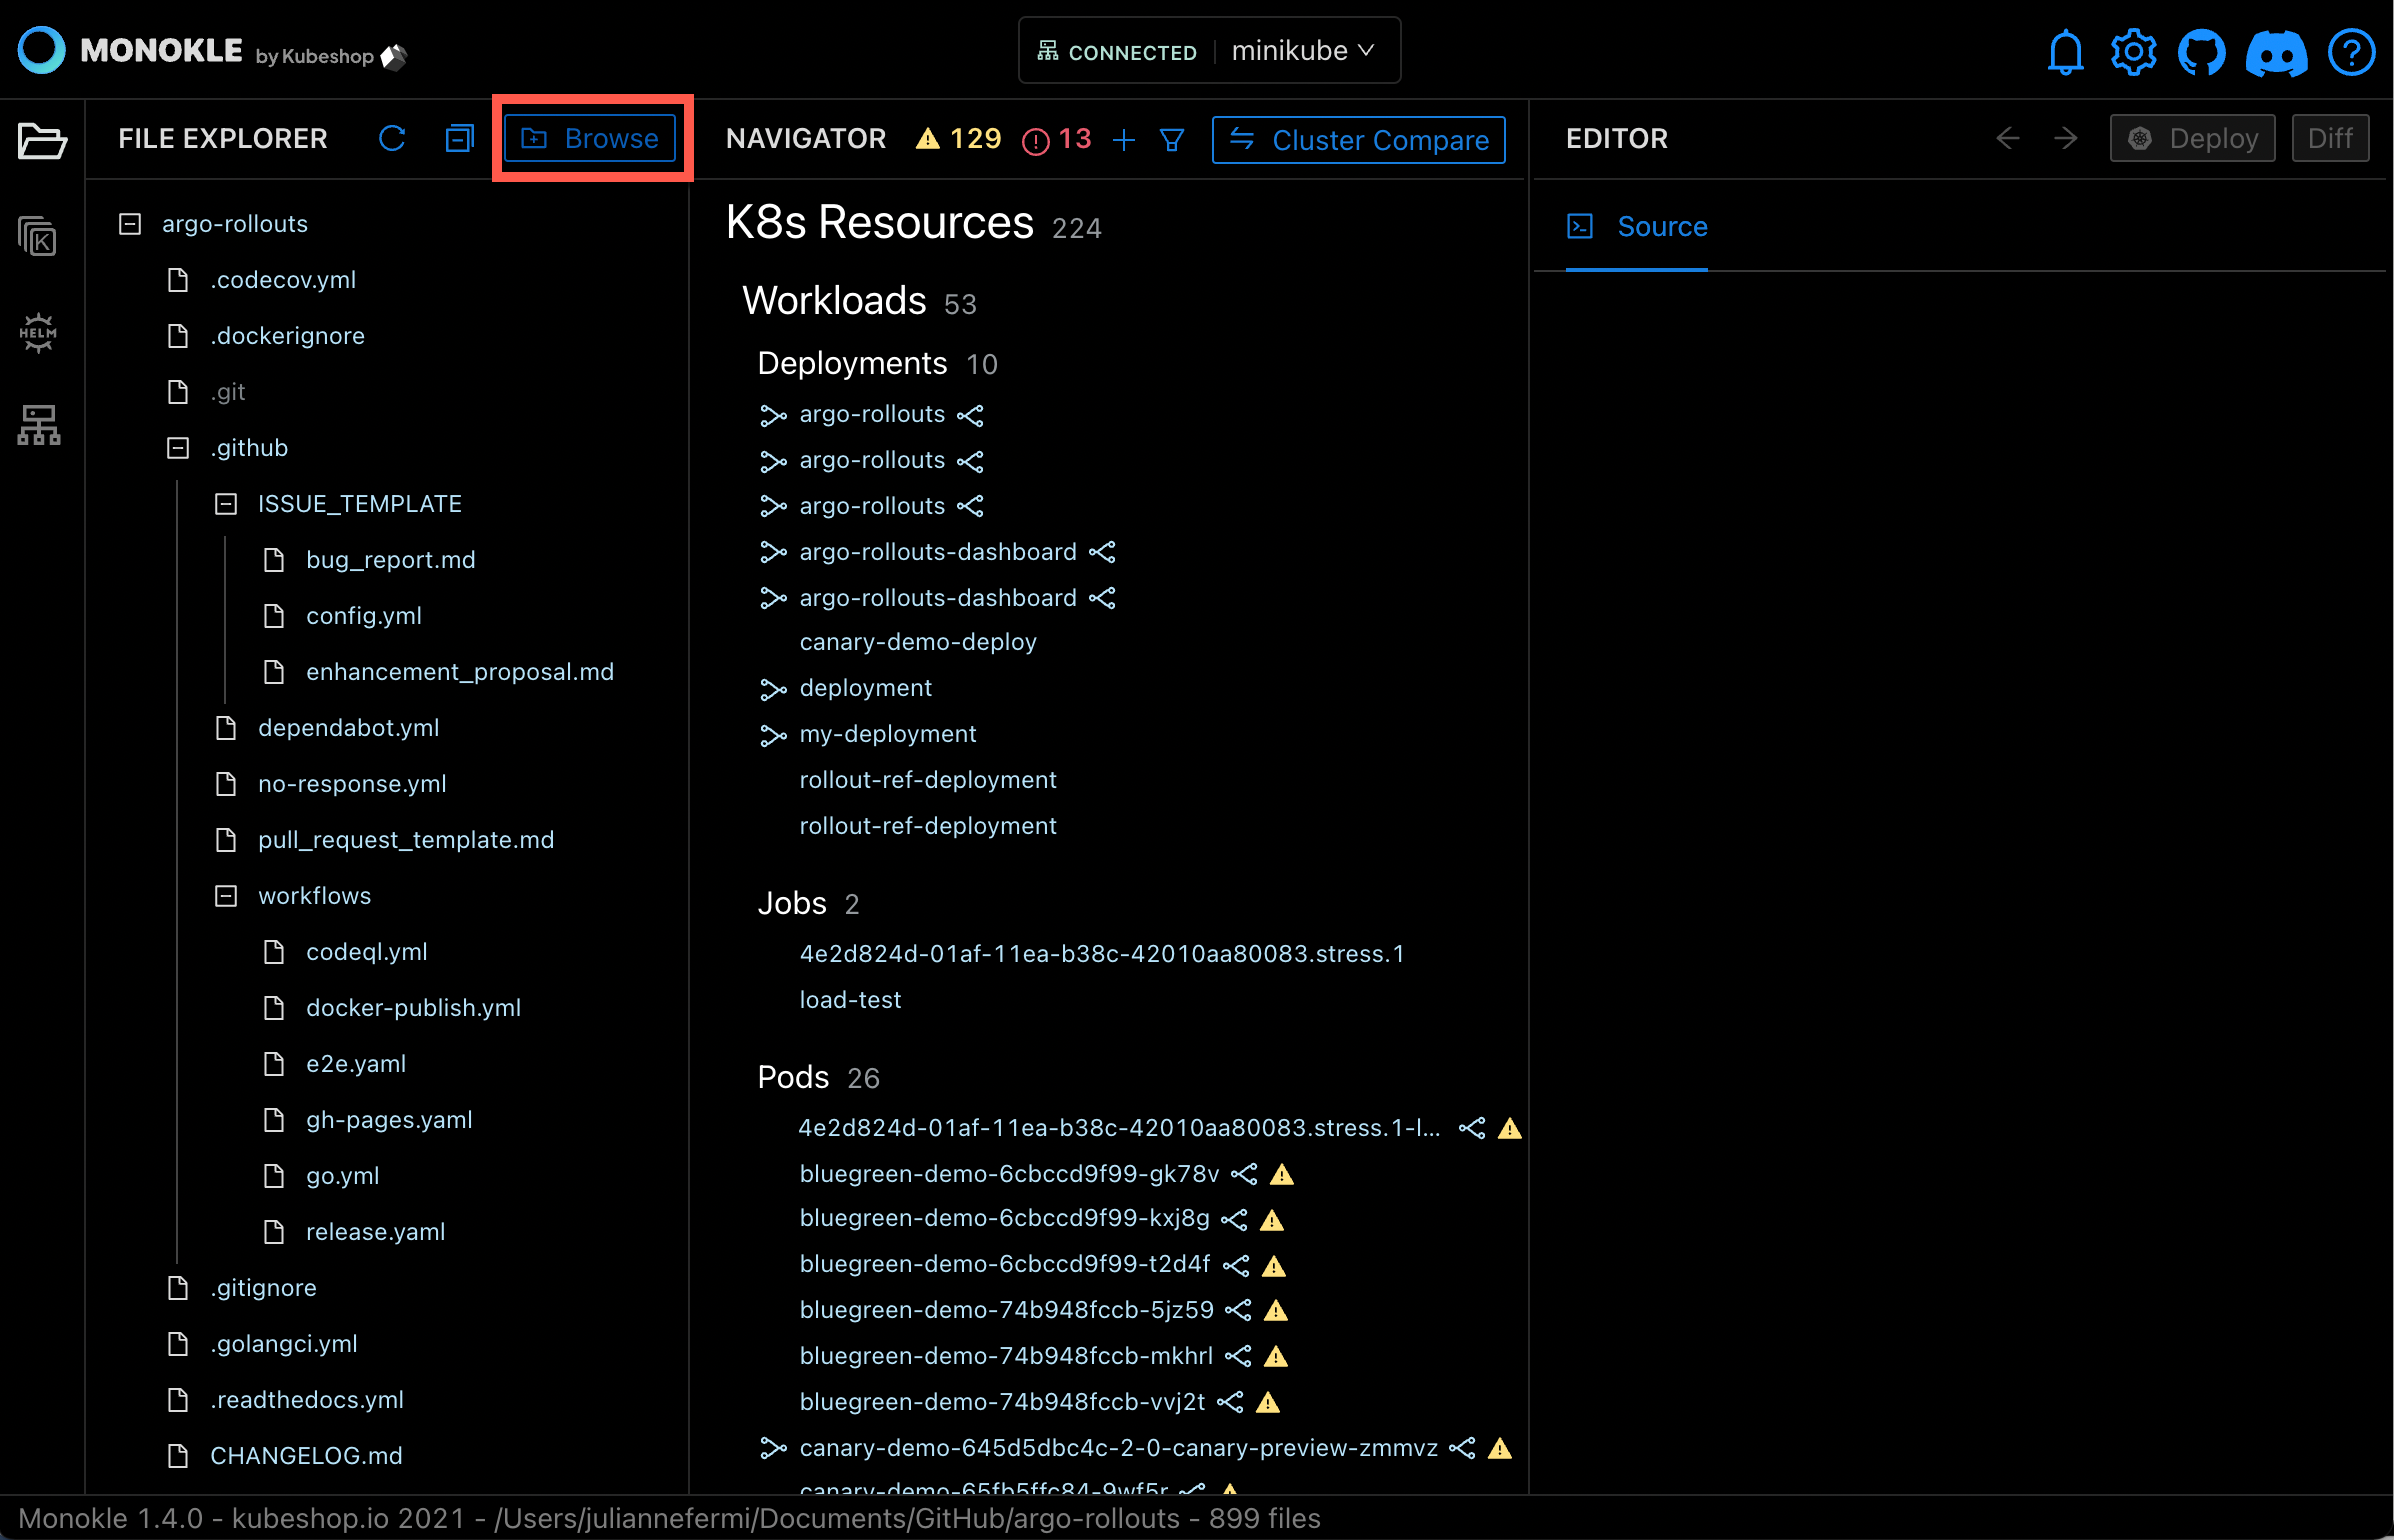 MONOKLE by Kubeshop
CONNECTED minikube
FILE EXPLORER Browse
NAVIGATOR 129 13 Cluster Compare
EDITOR Deploy Diff
HELM
argo-rollouts
.codecov.yml
.dockerignore
.git
.github
ISSUE_TEMPLATE
bug_report.md
config.yml
enhancement_proposal.md
dependabot.yml
no-response.yml
pull_request_template.md
workflows
codeql.yml
docker-publish.yml
e2e.yaml
gh-pages.yaml
go.yml
release.yaml
.gitignore
.golangci.yml
.readthedocs.yml
CHANGELOG.md
K8s Resources 224
Workloads 53
Deployments 10
argo-rollouts
argo-rollouts
argo-rollouts
argo-rollouts-dashboard
argo-rollouts-dashboard
canary-demo-deploy
deployment
my-deployment
rollout-ref-deployment
rollout-ref-deployment
Jobs 2
4e2d824d-01af-11ea-b38c-42010aa80083.stress.1
load-test
Pods 26
4e2d824d-01af-11ea-b38c-42010aa80083.stress.1-l...
bluegreen-demo-6cbccd9f99-gk78v
bluegreen-demo-6cbccd9f99-kxj8g
bluegreen-demo-6cbccd9f99-t2d4f
bluegreen-demo-74b948fccb-5jz59
bluegreen-demo-74b948fccb-mkhrl
bluegreen-demo-74b948fccb-vvj2t
canary-demo-645d5dbc4c-2-0-canary-preview-zmmvz
canary-demo-65fb5ffc84-9wf5r
Source
Monokle 1.4.0 - kubeshop.io 2021 - /Users/juliannefermi/Documents/GitHub/argo-rollouts - 899 files